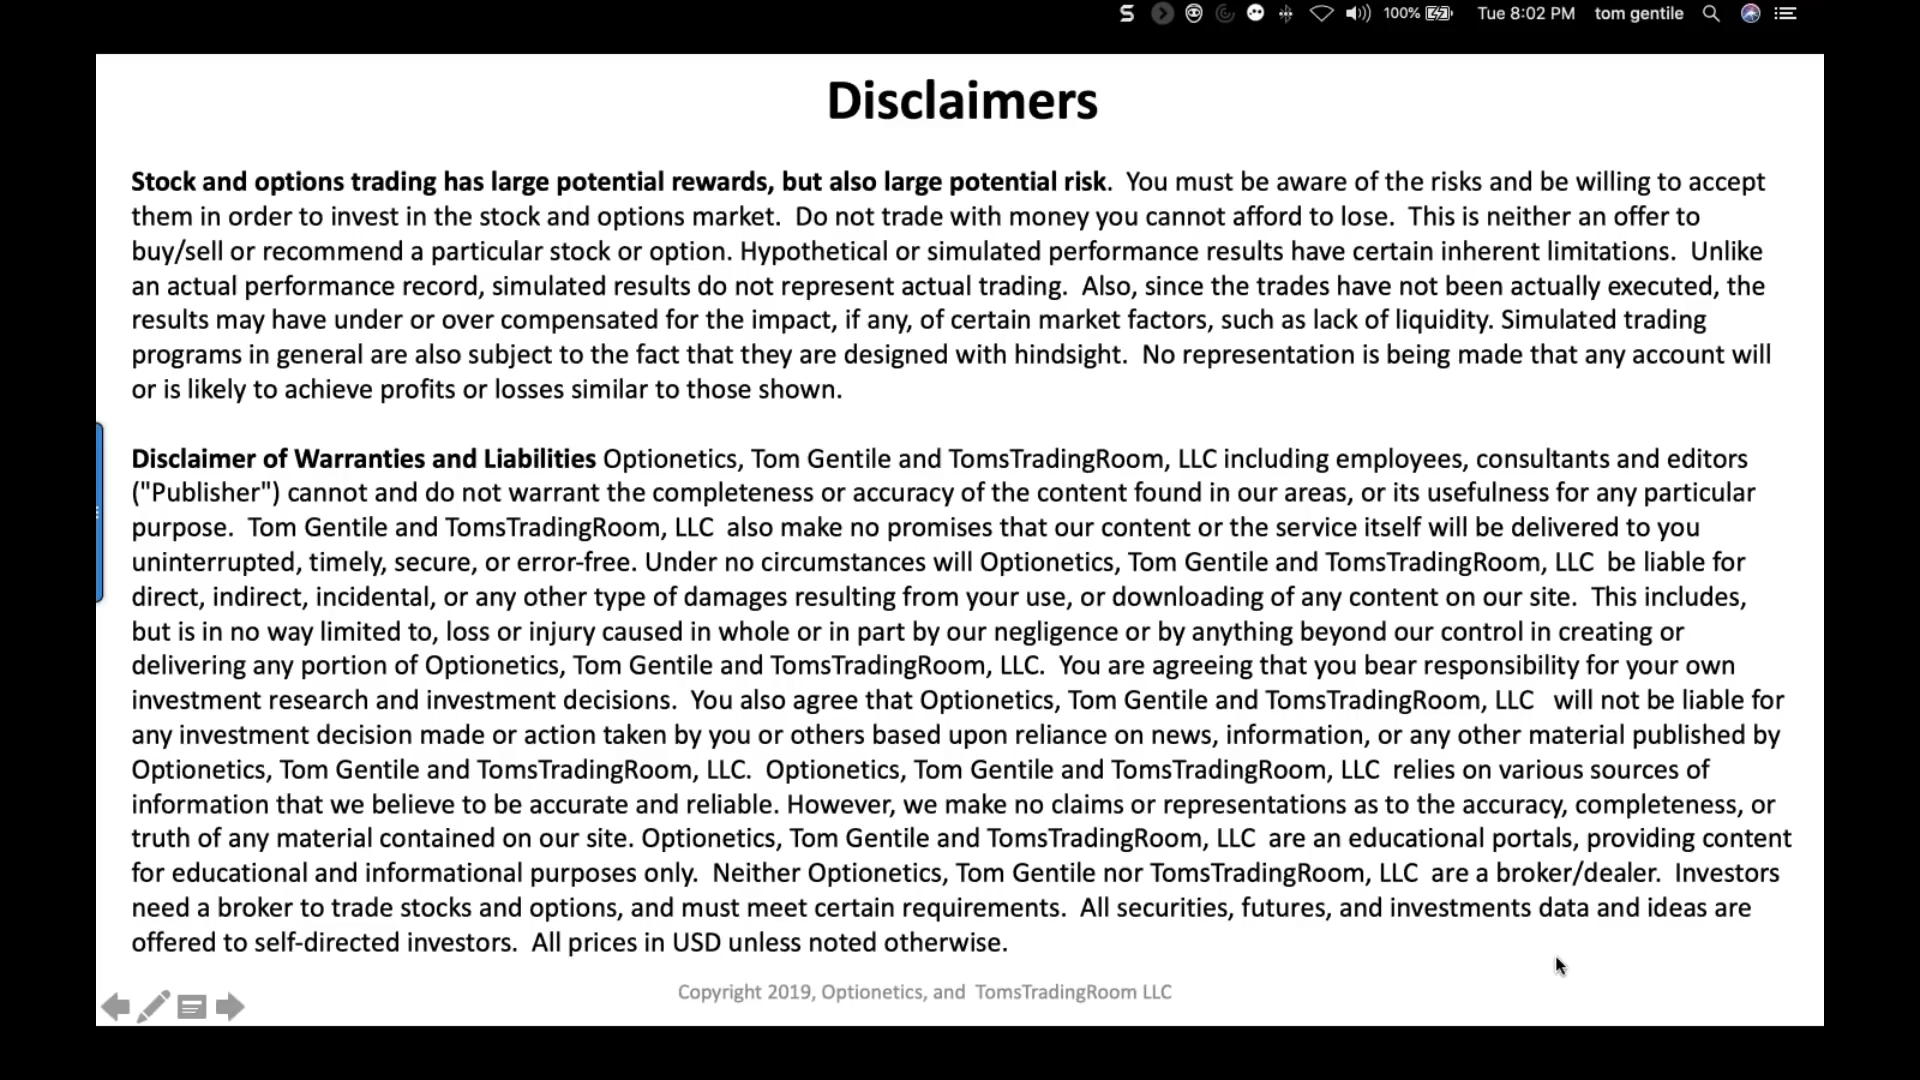 100% Tue 8:02 PM tom gentile
Disclaimers
Stock and options trading has large potential rewards, but also large potential risk. You must be aware of the risks and be willing to accept
them in order to invest in the stock and options market. Do not trade with money you cannot afford to lose. This is neither an offer to
buy/sell or recommend a particular stock or option. Hypothetical or simulated performance results have certain inherent limitations. Unlike
an actual performance record, simulated results do not represent actual trading. Also, since the trades have not been actually executed, the
results may have under or over compensated for the impact, if any, of certain market factors, such as lack of liquidity. Simulated trading
programs in general are also subject to the fact that they are designed with hindsight. No representation is being made that any account will
or is likely to achieve profits or losses similar to those shown.
Disclaimer of Warranties and Liabilities Optionetics, Tom Gentile and TomsTradingRoom, LLC including employees, consultants and editors
("Publisher") cannot and do not warrant the completeness or accuracy of the content found in our areas, or its usefulness for any particular
purpose. Tom Gentile and TomsTradingRoom, LLC also make no promises that our content or the service itself will be delivered to you
uninterrupted, timely, secure, or error-free. Under no circumstances will Optionetics, Tom Gentile and TomsTradingRoom, LLC be liable for
direct, indirect, incidental, or any other type of damages resulting from your use, or downloading of any content on our site. This includes,
but is in no way limited to, loss or injury caused in whole or in part by our negligence or by anything beyond our control in creating or
delivering any portion of Optionetics, Tom Gentile and TomsTradingRoom, LLC. You are agreeing that you bear responsibility for your own
investment research and investment decisions. You also agree that Optionetics, Tom Gentile and TomsTradingRoom, LLC will not be liable for
any investment decision made or action taken by you or others based upon reliance on news, information, or any other material published by
Optionetics, Tom Gentile and TomsTradingRoom, LLC. Optionetics, Tom Gentile and TomsTradingRoom, LLC relies on various sources of
information that we believe to be accurate and reliable. However, we make no claims or representations as to the accuracy, completeness, or
truth of any material contained on our site. Optionetics, Tom Gentile and TomsTradingRoom, LLC are an educational portals, providing content
for educational and informational purposes only. Neither Optionetics, Tom Gentile nor TomsTradingRoom, LLC are a broker/dealer. Investors
need a broker to trade stocks and options, and must meet certain requirements. All securities, futures, and investments data and ideas are
offered to self-directed investors. All prices in USD unless noted otherwise.
Copyright 2019, Optionetics, and TomsTradingRoom LLC